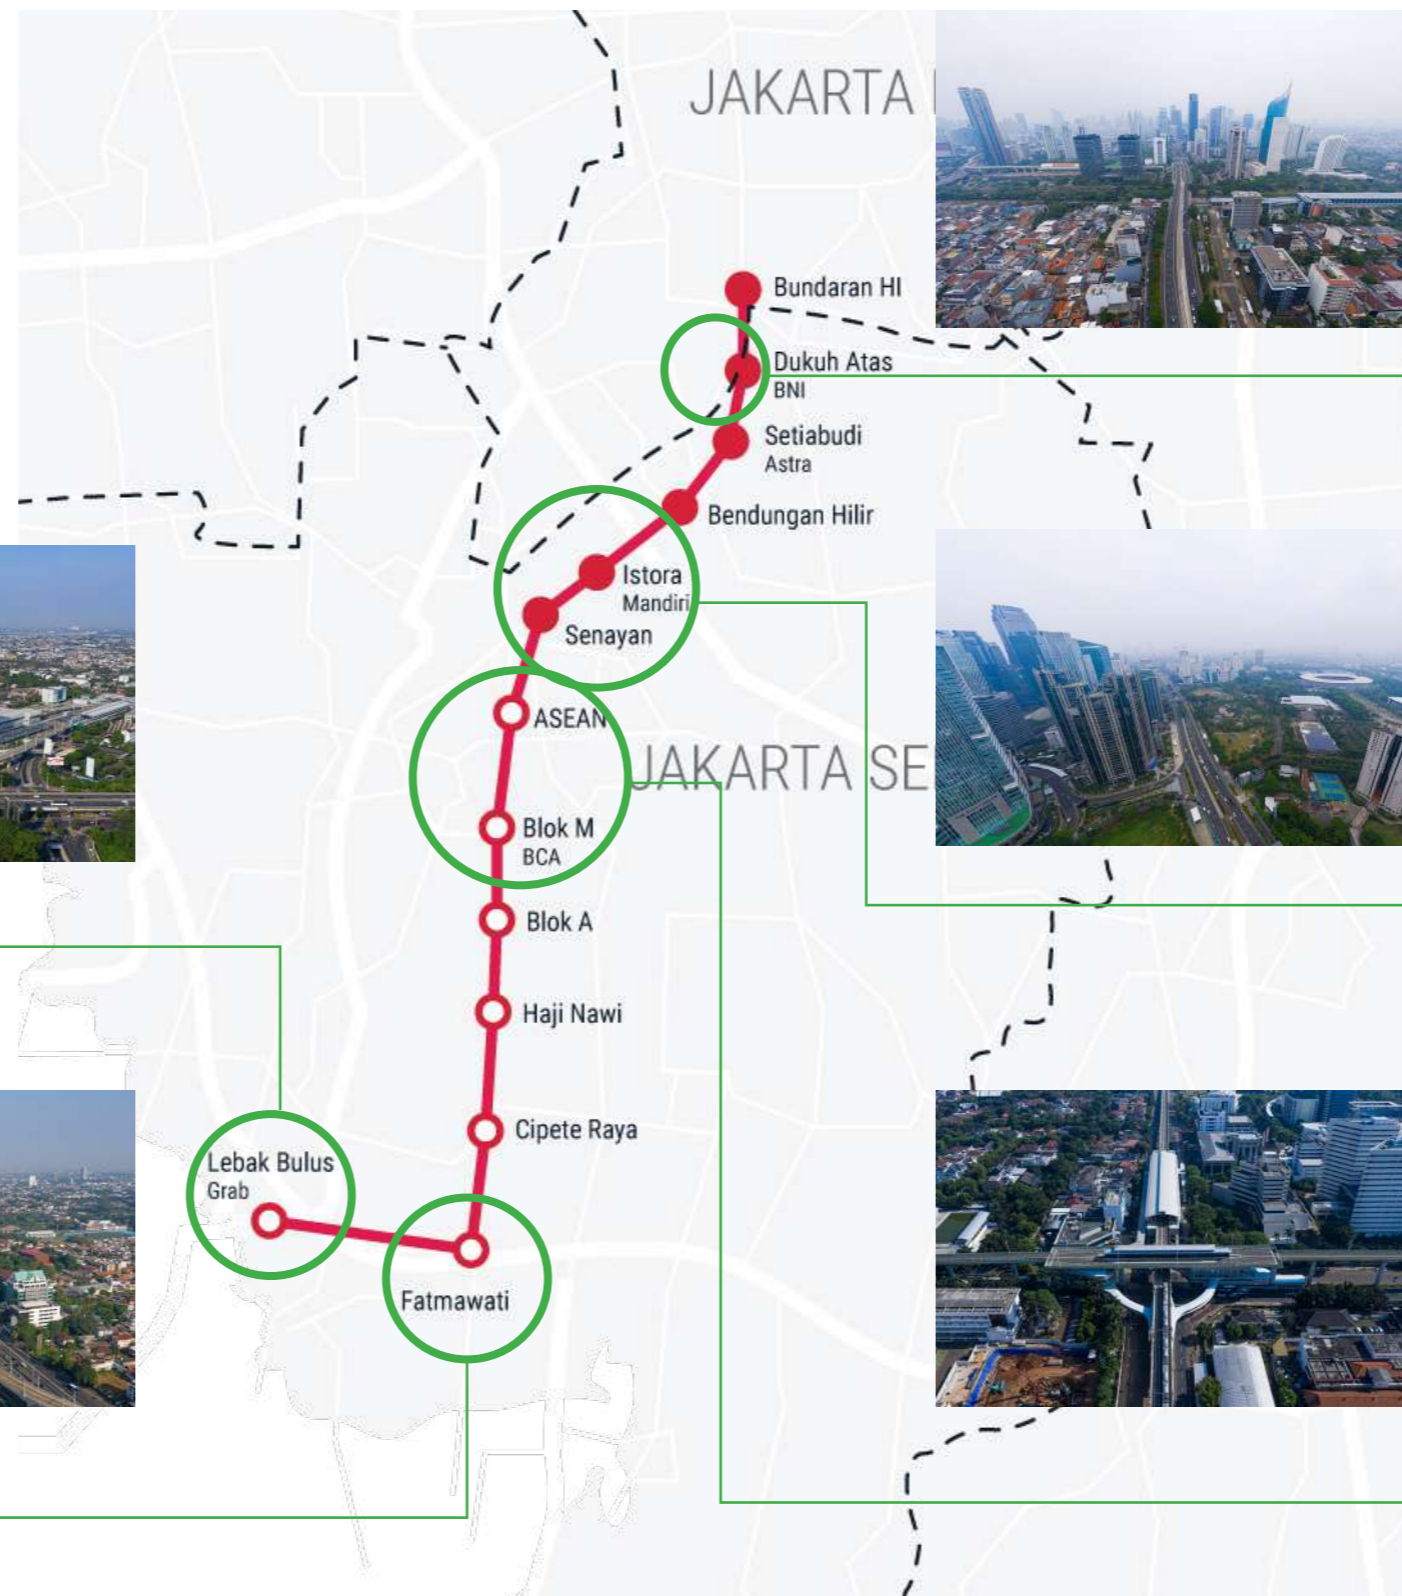 JAKARTA
Bundaran HI
Dukuh Atas
BNI
Setiabudi
Astra
Bendungan Hilir
Istora
Mandiri
Senayan
ASEAN
JAKARTA SE
Blok M
BCA
Blok A
Haji Nawi
Cipete Raya
Lebak Bulus
Grab
Fatmawati